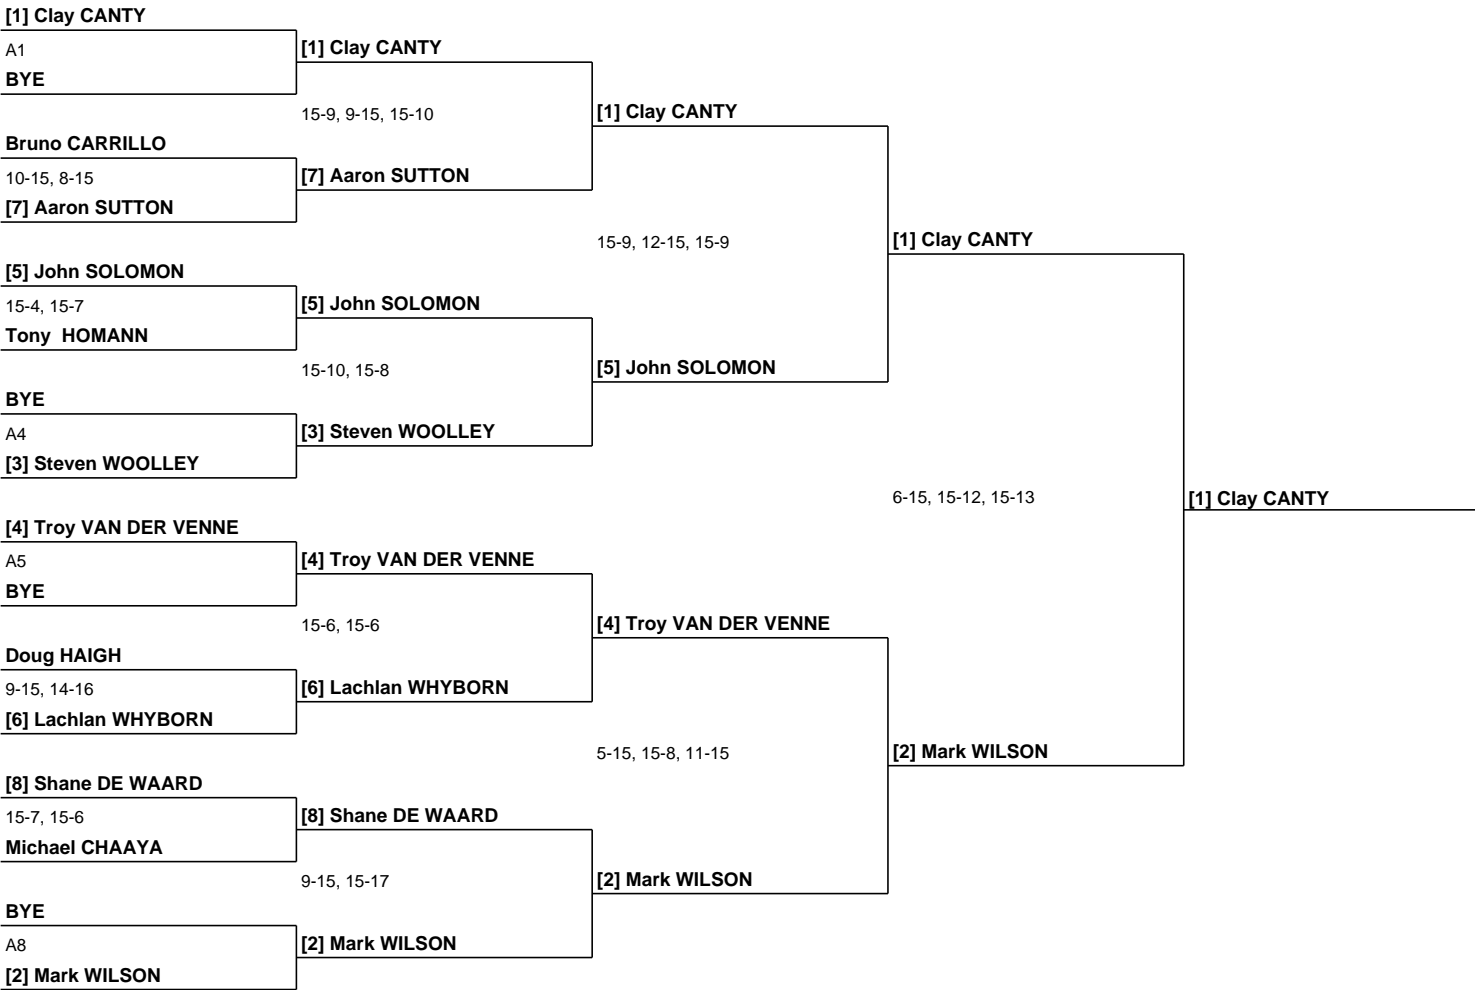 [1] Clay CANTY
A1
BYE
Bruno CARRILLO
10-15, 8-15
[7] Aaron SUTTON
[5] John SOLOMON
15-4, 15-7
Tony  HOMANN
BYE
A4
[3] Steven WOOLLEY
[4] Troy VAN DER VENNE
A5
BYE
Doug HAIGH
9-15, 14-16
[6] Lachlan WHYBORN
[8] Shane DE WAARD
15-7, 15-6
Michael CHAAYA
BYE
A8
[2] Mark WILSON
[1] Clay CANTY
15-9, 9-15, 15-10
[7] Aaron SUTTON
[5] John SOLOMON
15-10, 15-8
[3] Steven WOOLLEY
[4] Troy VAN DER VENNE
15-6, 15-6
[6] Lachlan WHYBORN
[8] Shane DE WAARD
9-15, 15-17
[2] Mark WILSON
[1] Clay CANTY
15-9, 12-15, 15-9
[5] John SOLOMON
[4] Troy VAN DER VENNE
5-15, 15-8, 11-15
[2] Mark WILSON
[1] Clay CANTY
6-15, 15-12, 15-13
[2] Mark WILSON
[1] Clay CANTY